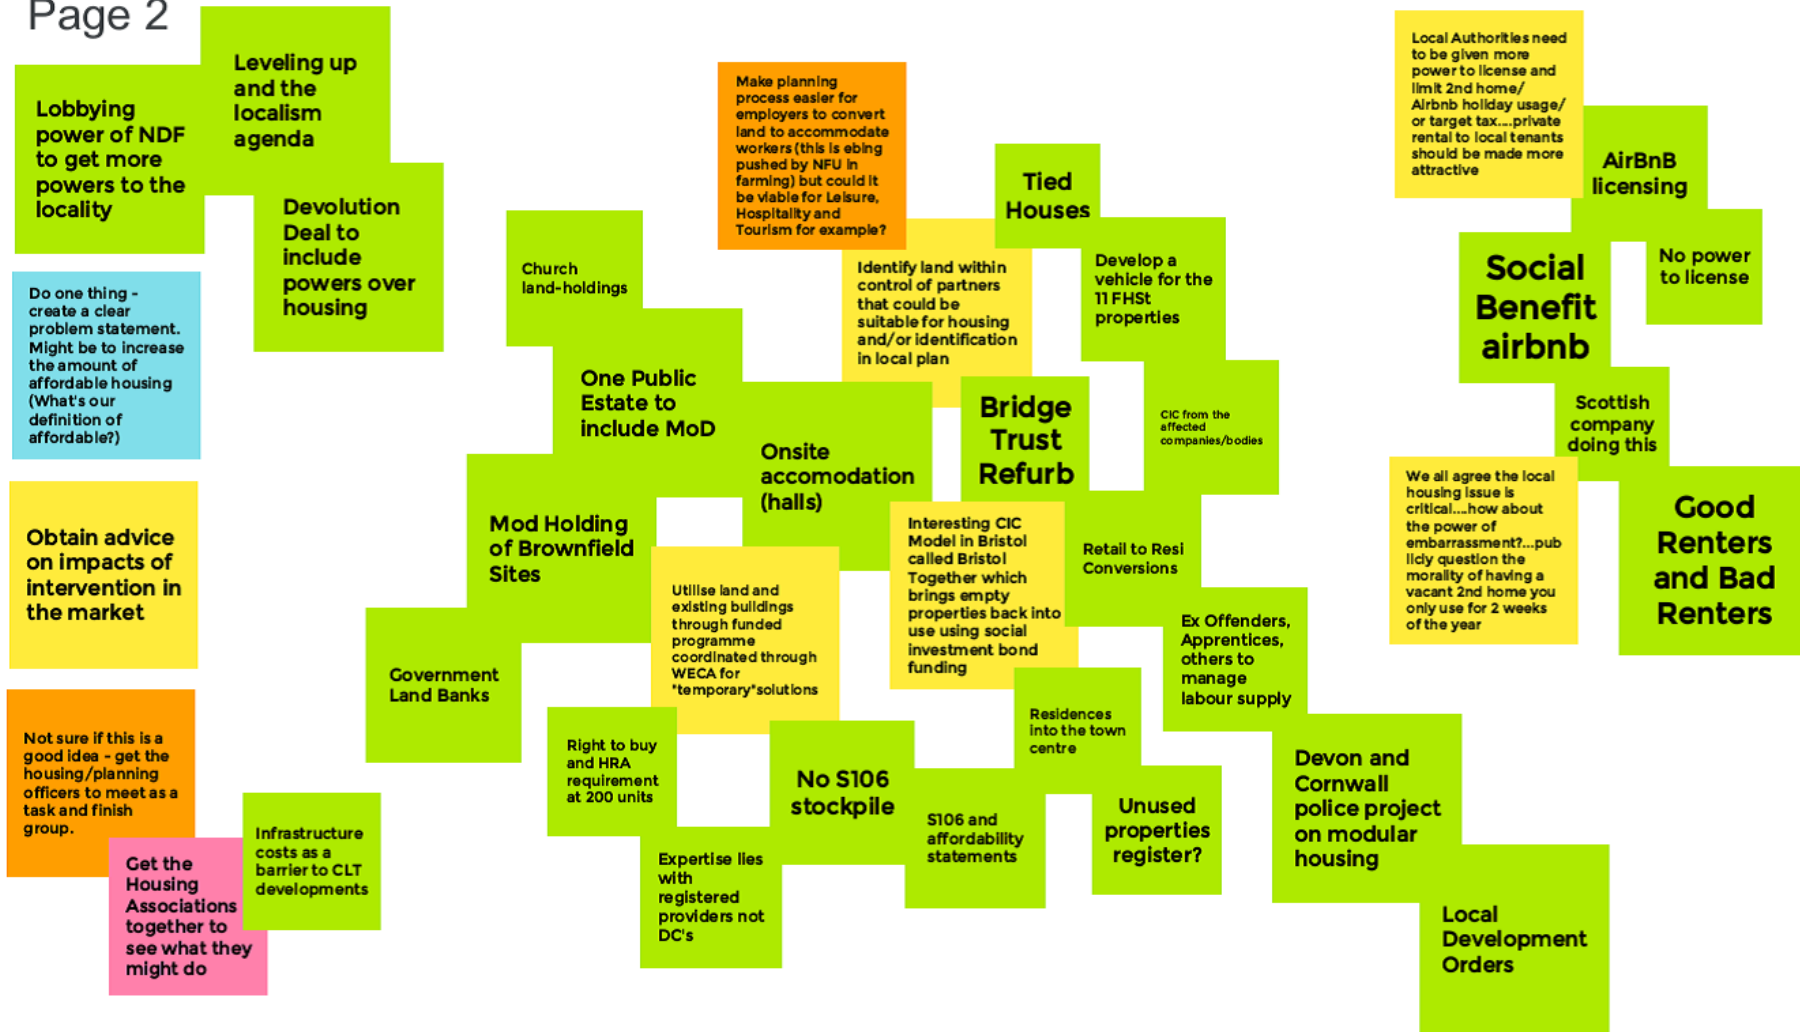 Page 2
Leveling up
and the
localism
agenda
Lobbying
power of NDF
to get more
powers to the
locality
Devolution
Deal to
include
powers over
housing
Do one thing -
create a clear
problem statement.
Might be to increase
the amount of
affordable housing
(What's our
definition of
affordable?)
Obtain advice
on impacts of
intervention in
the market
Not sure if this is a
good idea - get the
housing/planning
officers to meet as a
task and finish
group.
Get the
Housing
Associations
together to
see what they
might do
Infrastructure
costs as a
barrier to CLT
developments
Church
land-holdings
One Public
Estate to
include MoD
Mod Holding
of Brownfield
Sites
Government
Land Banks
Make planning
process easier for
employers to convert
land to accommodate
workers (this is ebing
pushed by NFU in
farming) but could it
be viable for Leisure,
Hospitality and
Tourism for example?
Identify land within
control of partners
that could be
suitable for housing
and/or identification
in local plan
Tied
Houses
Develop a
vehicle for the
11 FHSt
properties
CIC from the
affected
companies/bodies
Onsite
accomodation
(halls)
Bridge
Trust
Refurb
Utilise land and
existing buildings
through funded
programme
coordinated through
WECA for
"temporary"solutions
Interesting CIC
Model in Bristol
called Bristol
Together which
brings empty
properties back into
use using social
investment bond
funding
Retail to Resi
Conversions
Ex Offenders,
Apprentices,
others to
manage
labour supply
Right to buy
and HRA
requirement
at 200 units
Expertise lies
with
registered
providers not
DC's
No S106
stockpile
S106 and
affordability
statements
Residences
into the town
centre
Unused
properties
register?
Devon and
Cornwall
police project
on modular
housing
Local
Development
Orders
Local Authorities need
to be given more
power to license and
limit 2nd home/
Airbnb holiday usage/
or target tax....private
rental to local tenants
should be made more
attractive
AirBnB
licensing
No power
to license
Social
Benefit
airbnb
Scottish
company
doing this
We all agree the local
housing issue is
critical....how about
the power of
embarrassment?...pub
licly question the
morality of having a
vacant 2nd home you
only use for 2 weeks
of the year
Good
Renters
and Bad
Renters